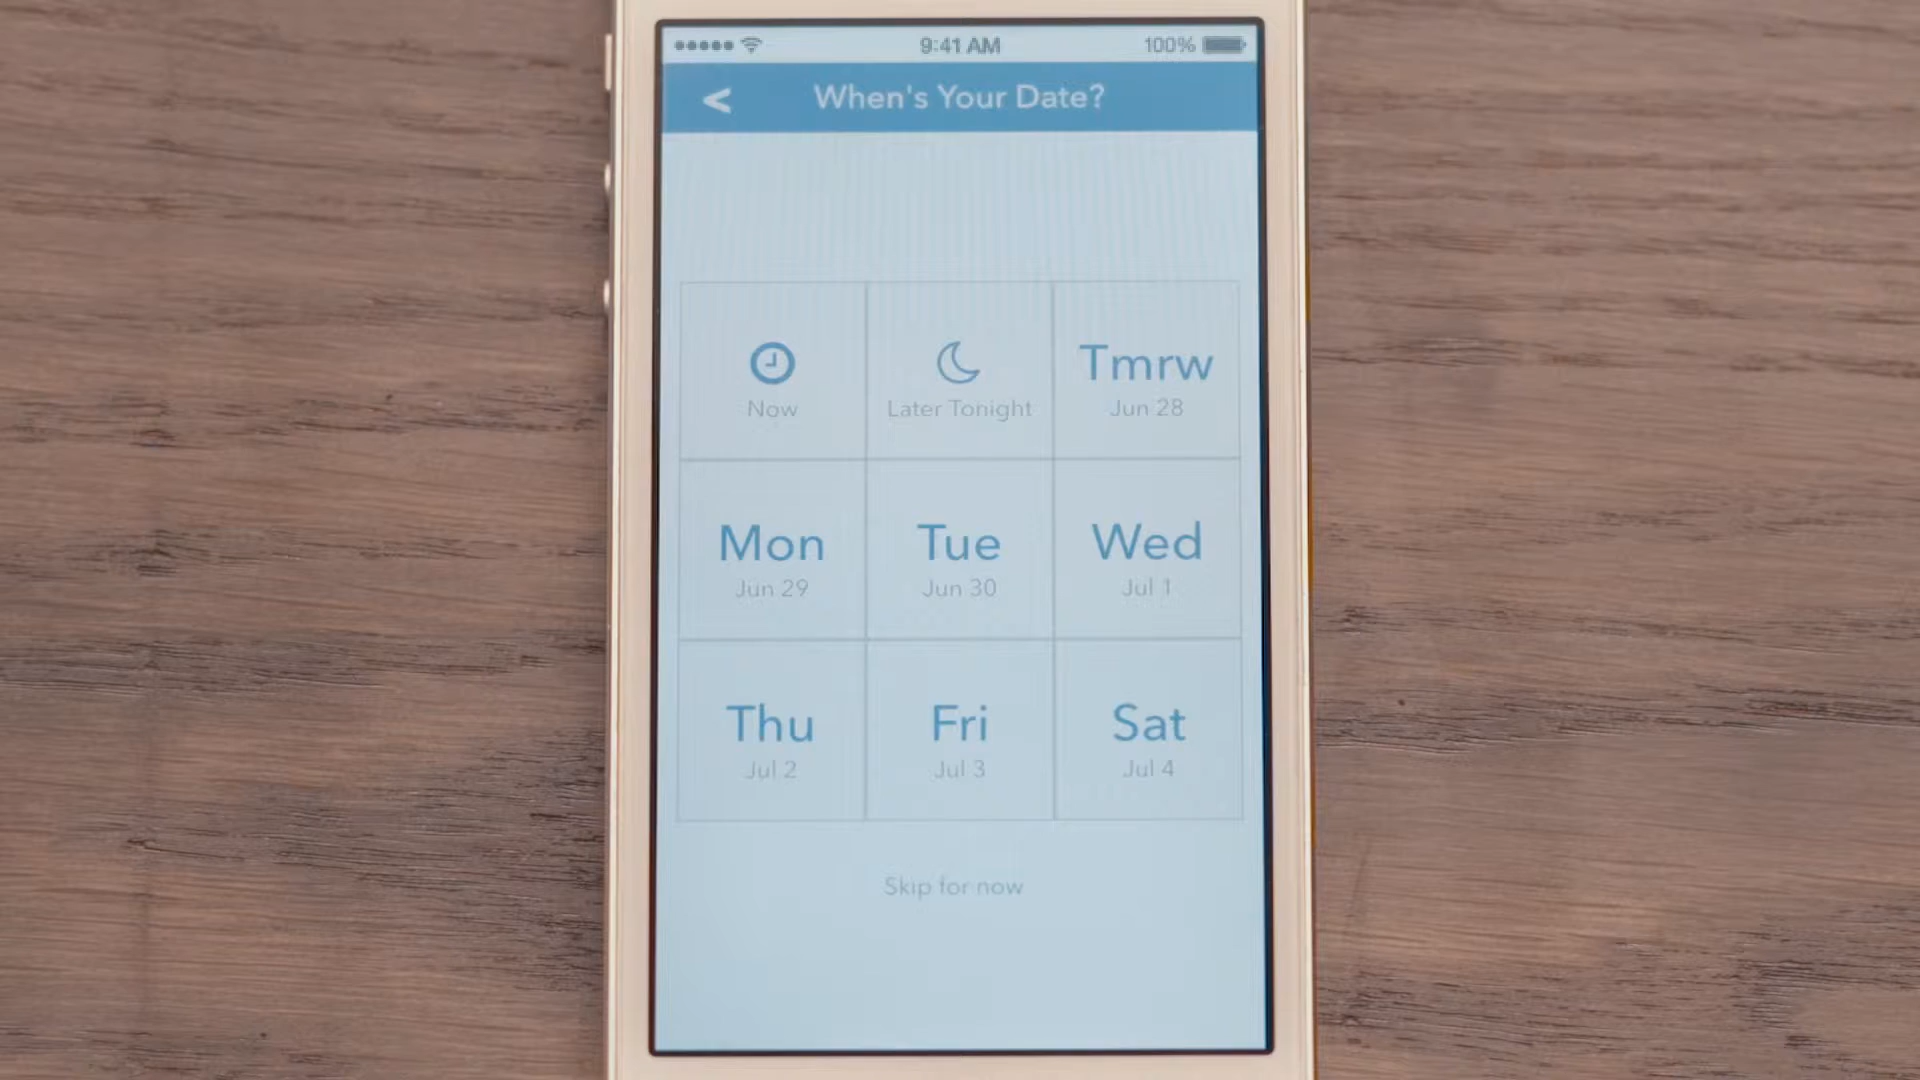 9:41 AM 100%
< When's Your Date?
Now
Later Tonight
Tmrw
Jun 28
Mon
Jun 29
Tue
Jun 30
Wed
Jul 1
Thu
Jul 2
Fri
Jul 3
Sat
Jul 4
Skip for now